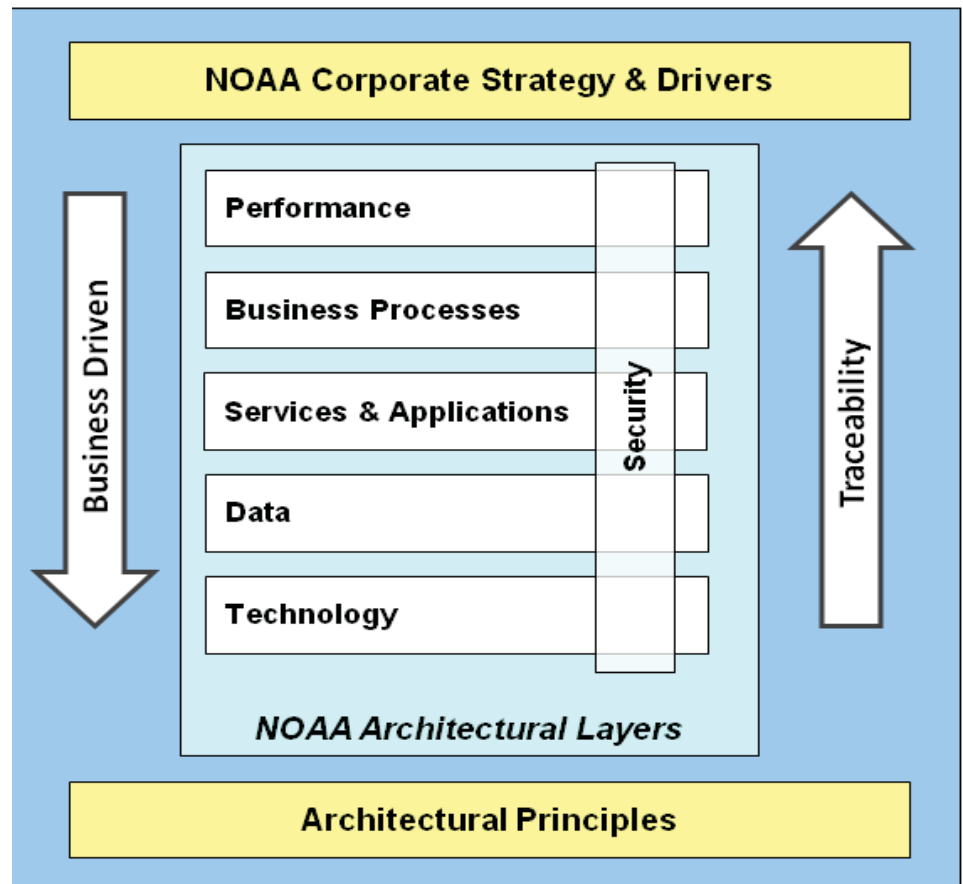 NOAA Corporate Strategy & Drivers
Business Driven
Performance
Business Processes
Services & Applications
Data
Technology
Security
NOAA Architectural Layers
Traceability
Architectural Principles